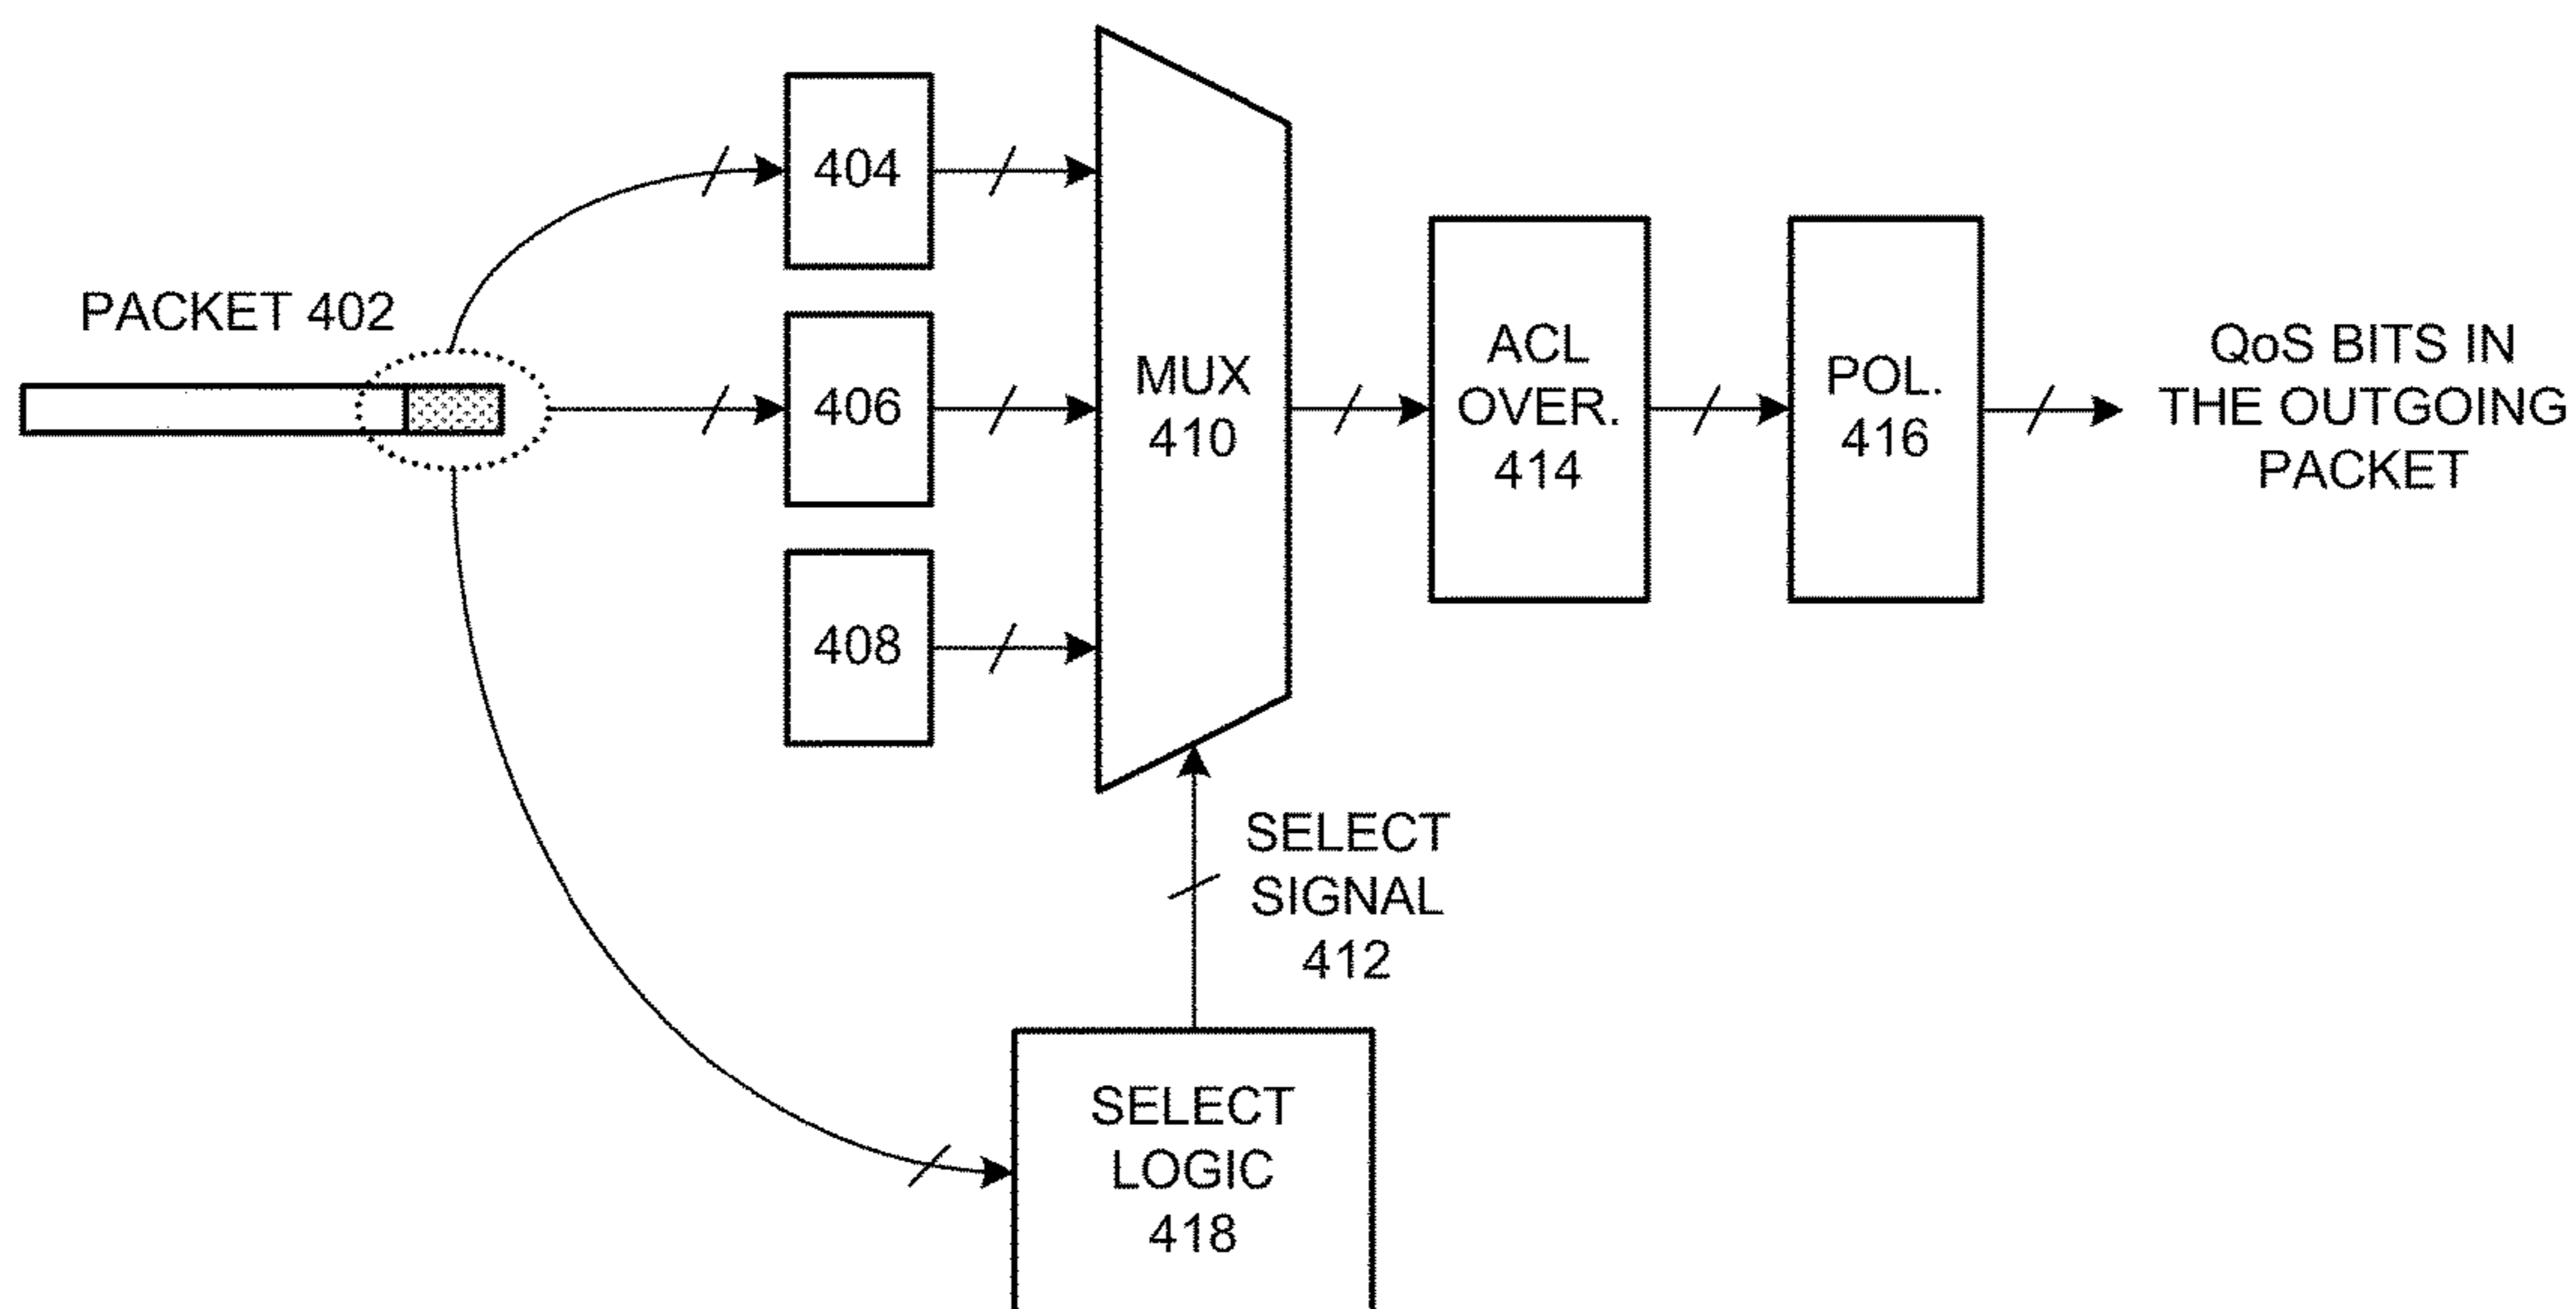 PACKET 402
404
406
408
MUX
410
ACL
OVER.
414
POL.
416
QoS BITS IN
THE OUTGOING
PACKET
SELECT
SIGNAL
412
SELECT
LOGIC
418